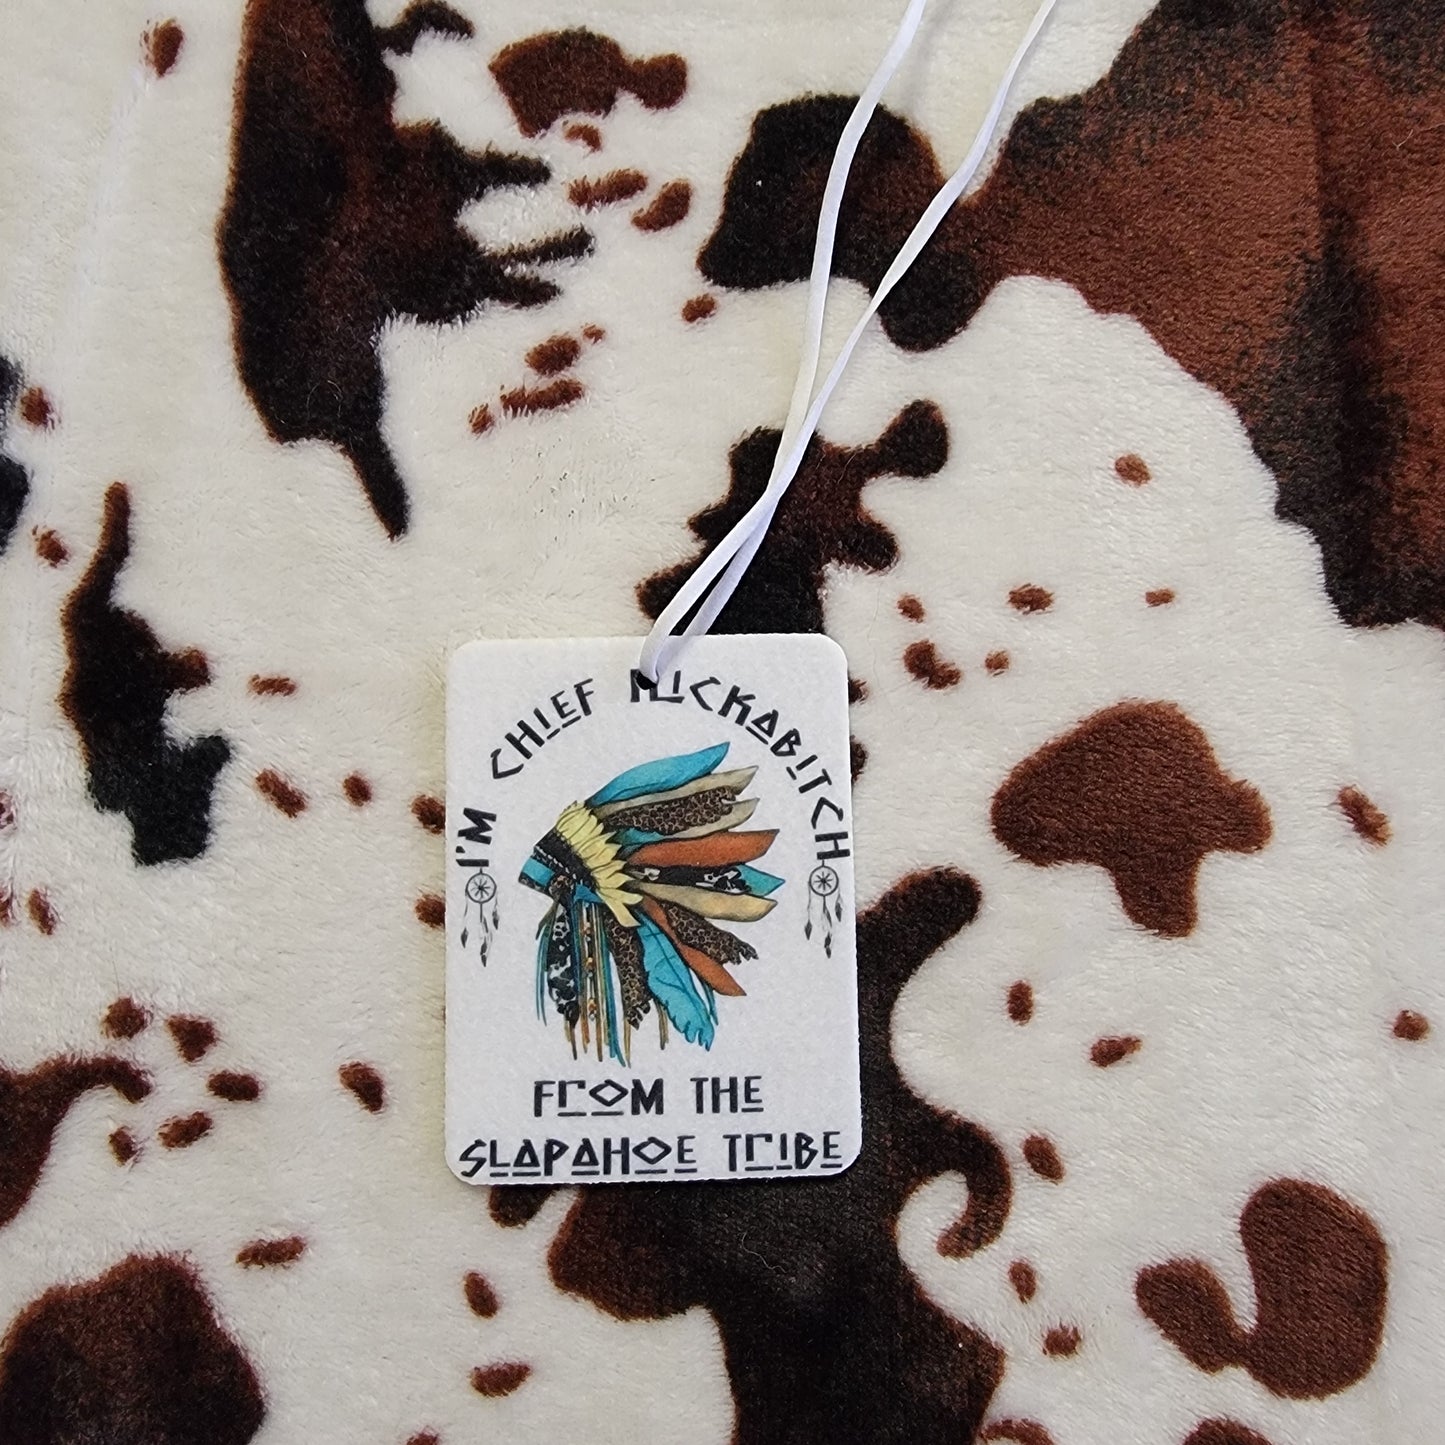 I'M CHIEF KICKABITCH
FROM THE
SLAPAHOE TRIBE